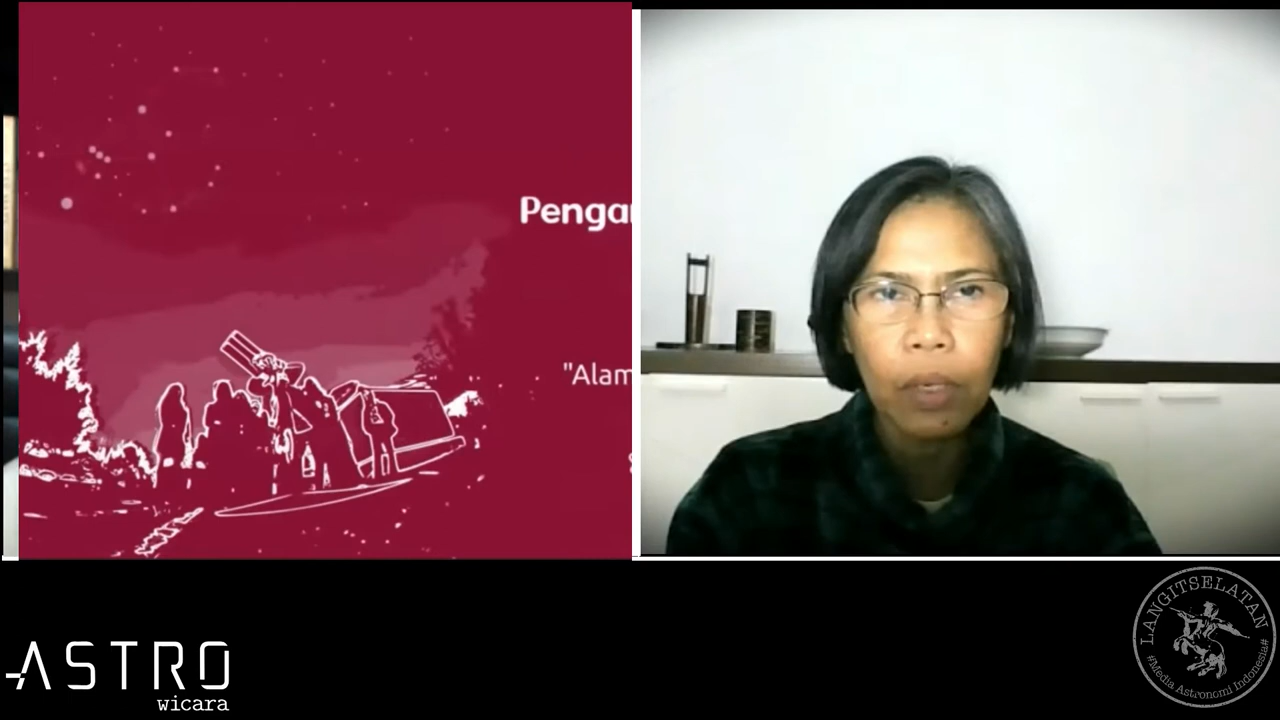 Pengar
"Alam
ASTRO
wicara
LANGITSELATAN
#Media Astronomi Indonesia#